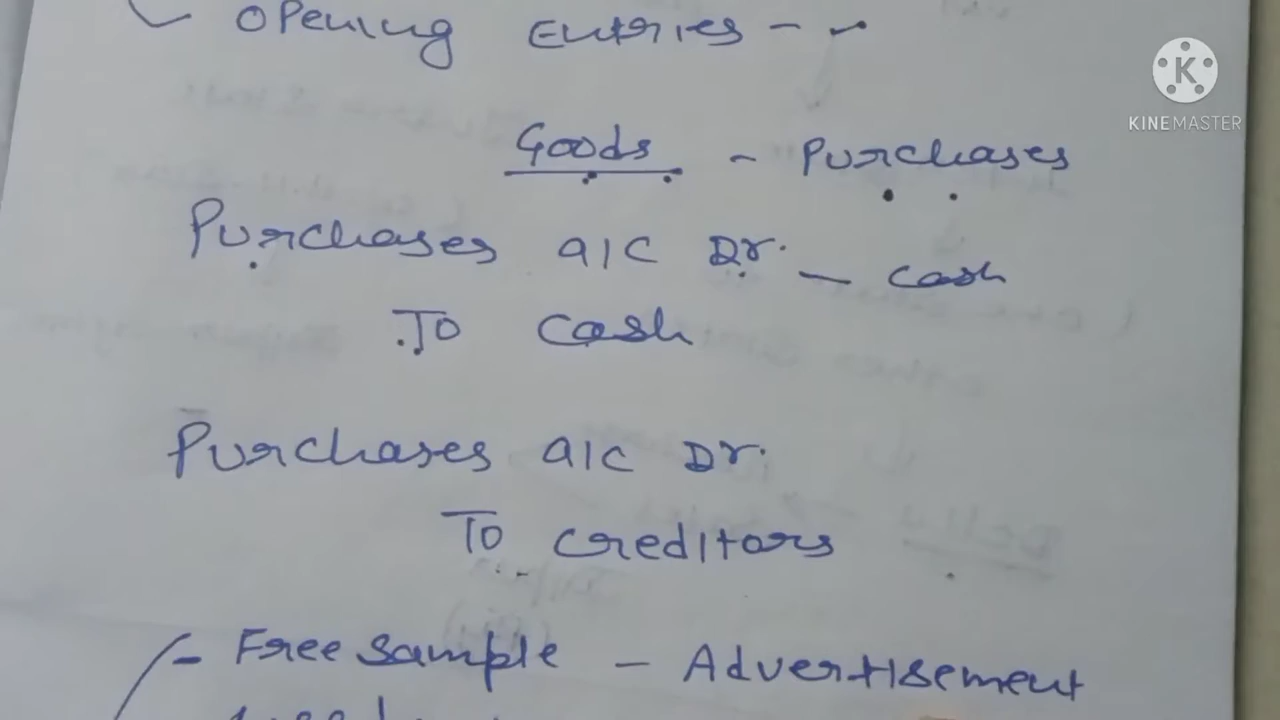 Opening Entries - -
Goods - Purchases
Purchases a/c Dr. - cash
To cash
Purchases a/c Dr.
To creditors
- Free Sample - Advertisement
KINEMASTER